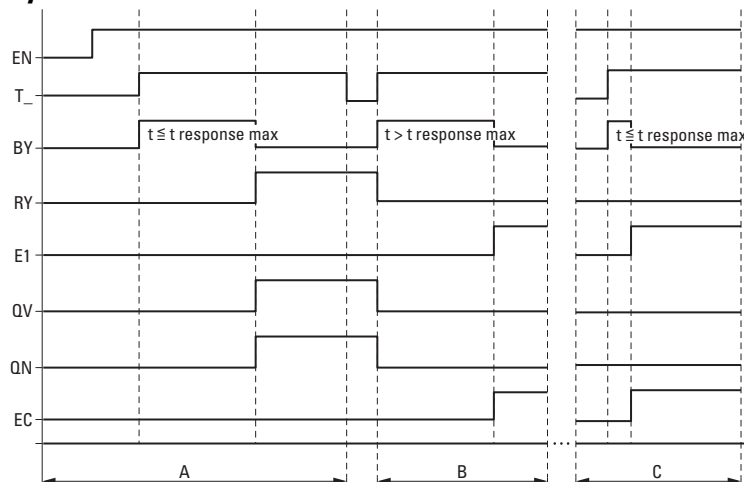 EN
T_
BY
t ≦ t response max
t > t response max
t ≦ t response max
RY
E1
QV
QN
EC
...
A
B
C